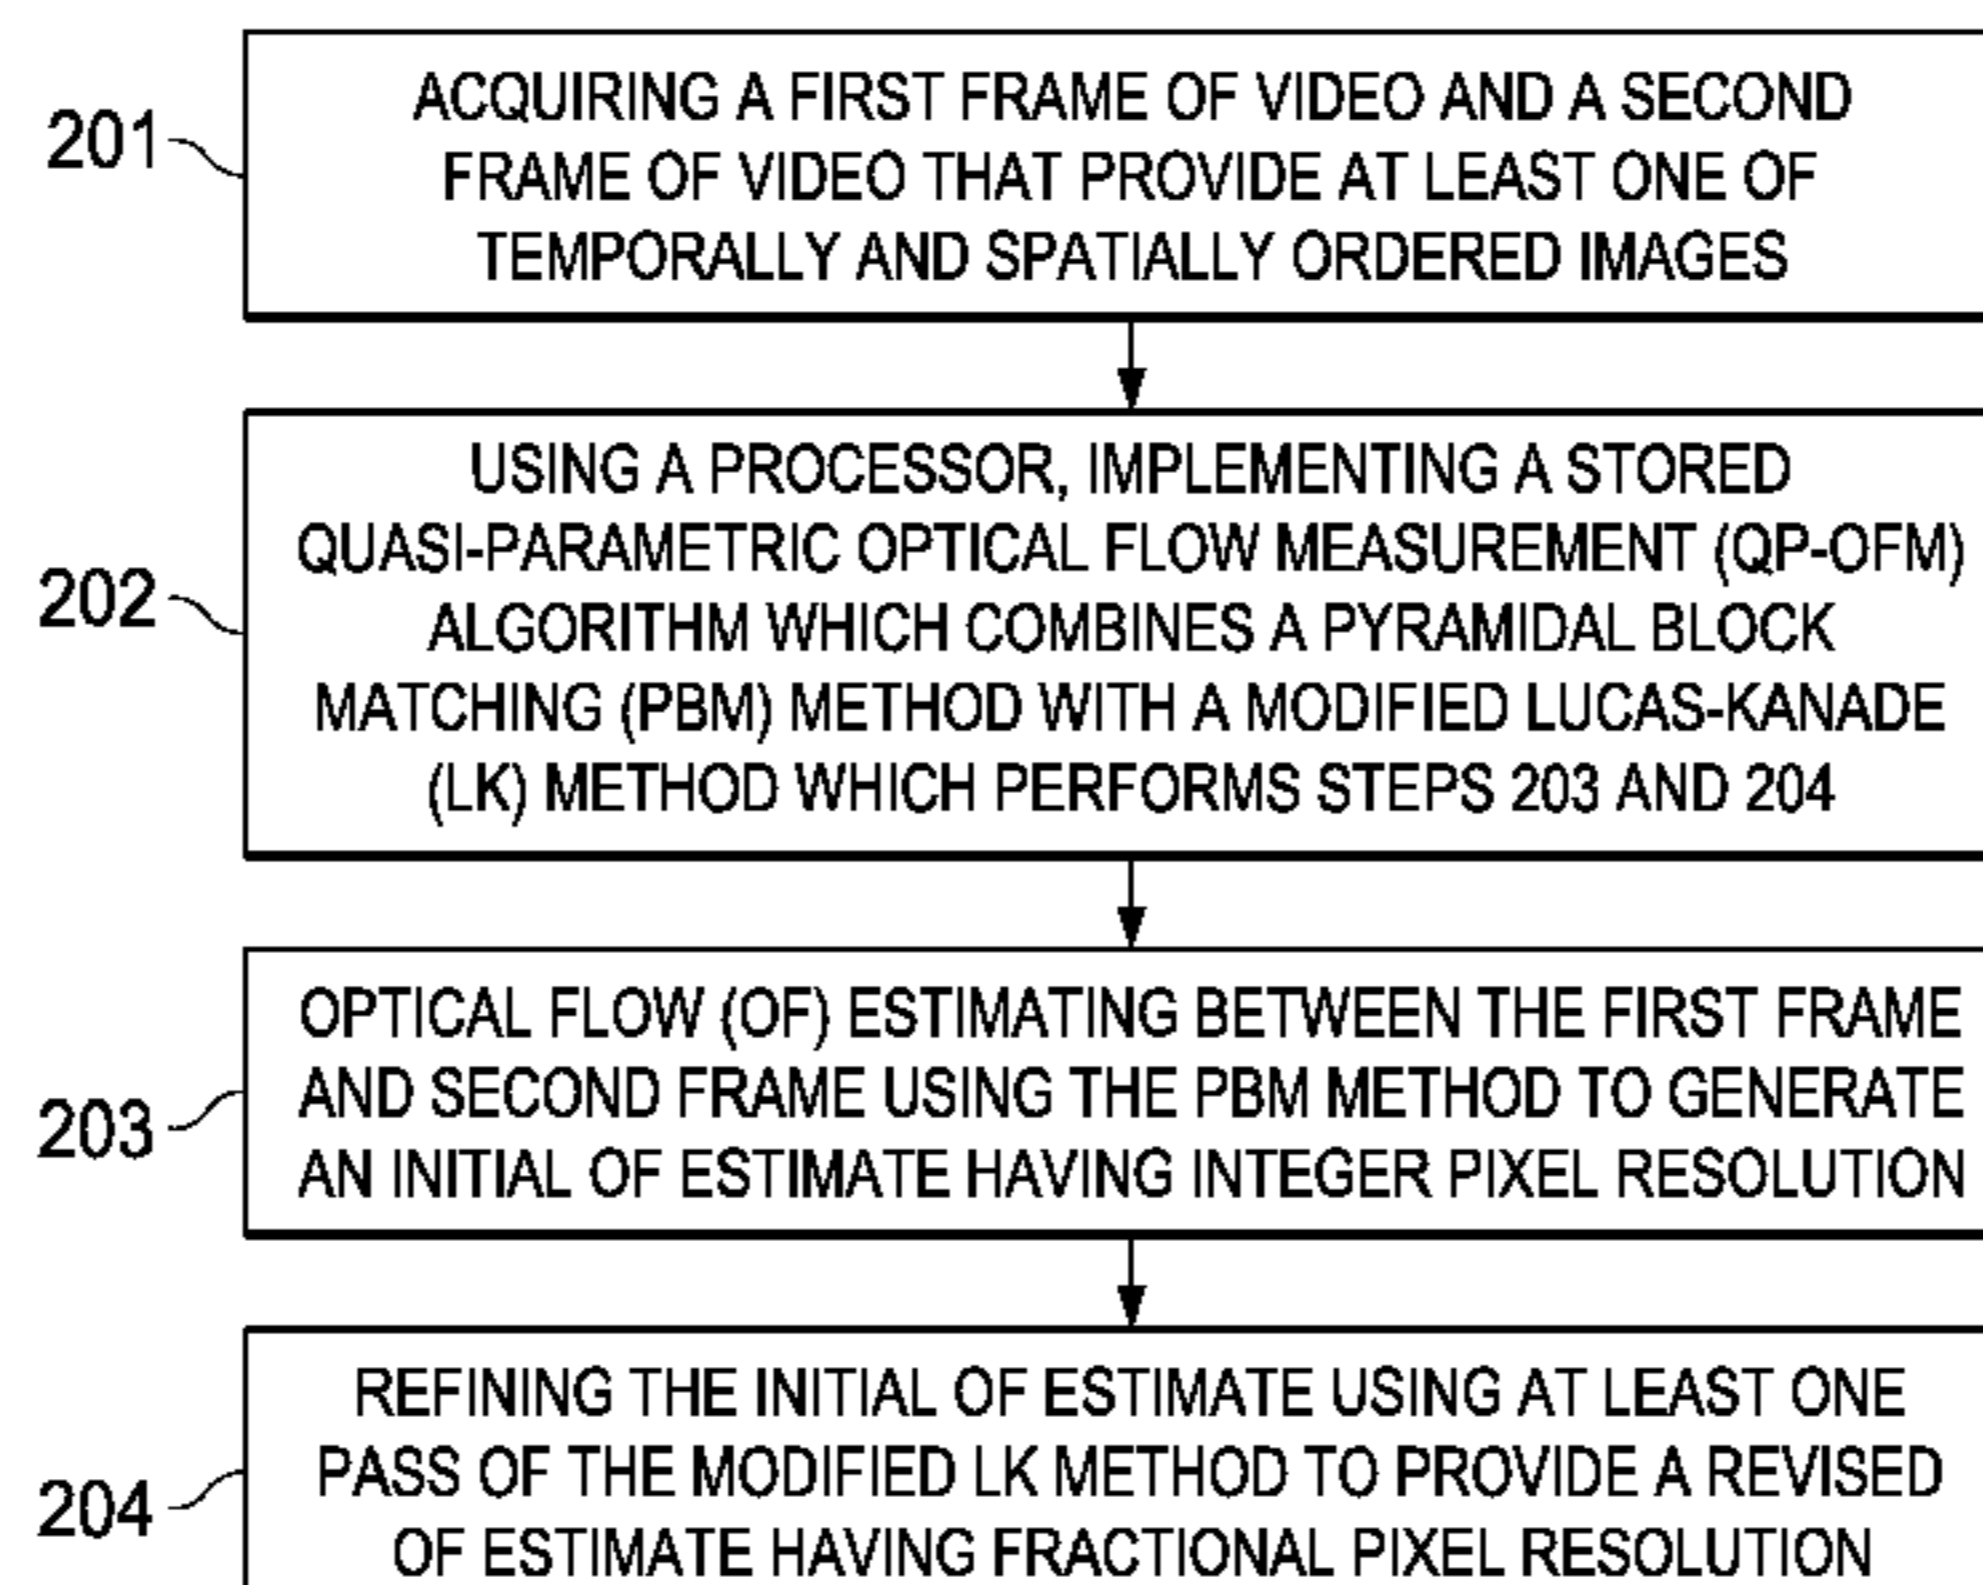 201
ACQUIRING A FIRST FRAME OF VIDEO AND A SECOND
FRAME OF VIDEO THAT PROVIDE AT LEAST ONE OF
TEMPORALLY AND SPATIALLY ORDERED IMAGES
202
USING A PROCESSOR, IMPLEMENTING A STORED
QUASI-PARAMETRIC OPTICAL FLOW MEASUREMENT (QP-OFM)
ALGORITHM WHICH COMBINES A PYRAMIDAL BLOCK
MATCHING (PBM) METHOD WITH A MODIFIED LUCAS-KANADE
(LK) METHOD WHICH PERFORMS STEPS 203 AND 204
203
OPTICAL FLOW (OF) ESTIMATING BETWEEN THE FIRST FRAME
AND SECOND FRAME USING THE PBM METHOD TO GENERATE
AN INITIAL OF ESTIMATE HAVING INTEGER PIXEL RESOLUTION
204
REFINING THE INITIAL OF ESTIMATE USING AT LEAST ONE
PASS OF THE MODIFIED LK METHOD TO PROVIDE A REVISED
OF ESTIMATE HAVING FRACTIONAL PIXEL RESOLUTION